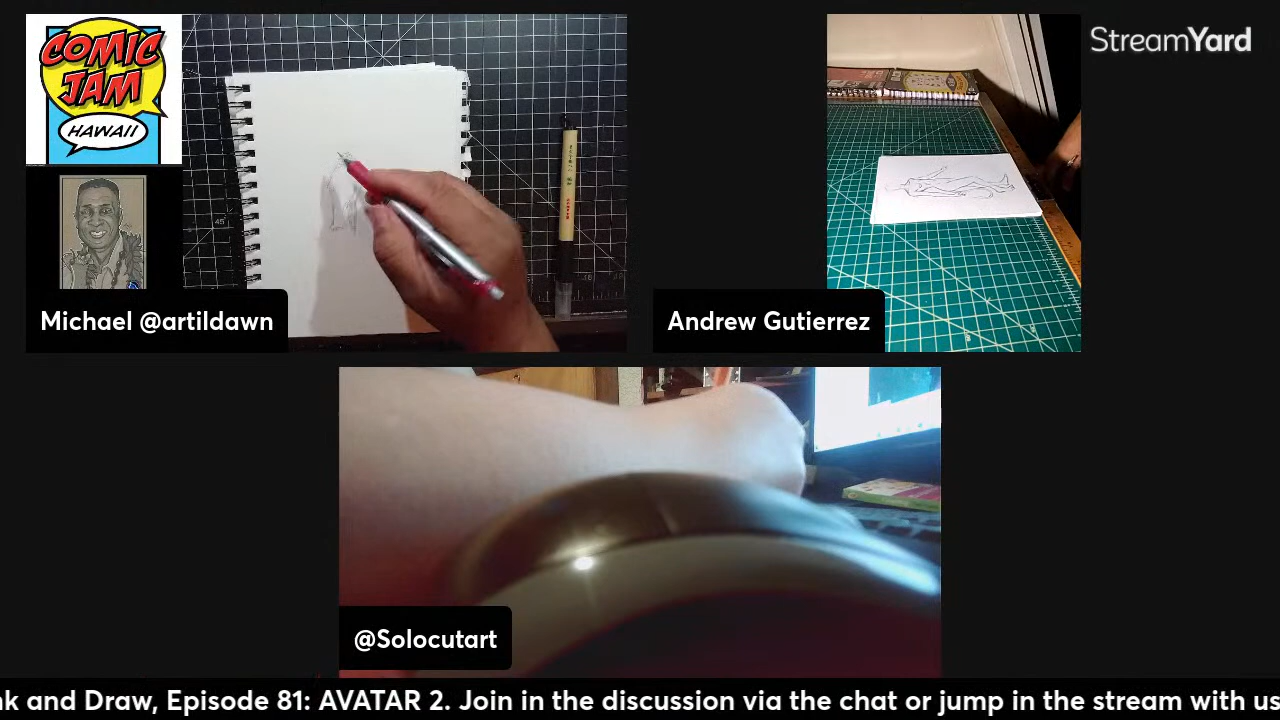 COMIC
JAM
HAWAII
StreamYard
Michael @artildawn
Andrew Gutierrez
@Solocutart
nk and Draw, Episode 81: AVATAR 2. Join in the discussion via the chat or jump in the stream with us